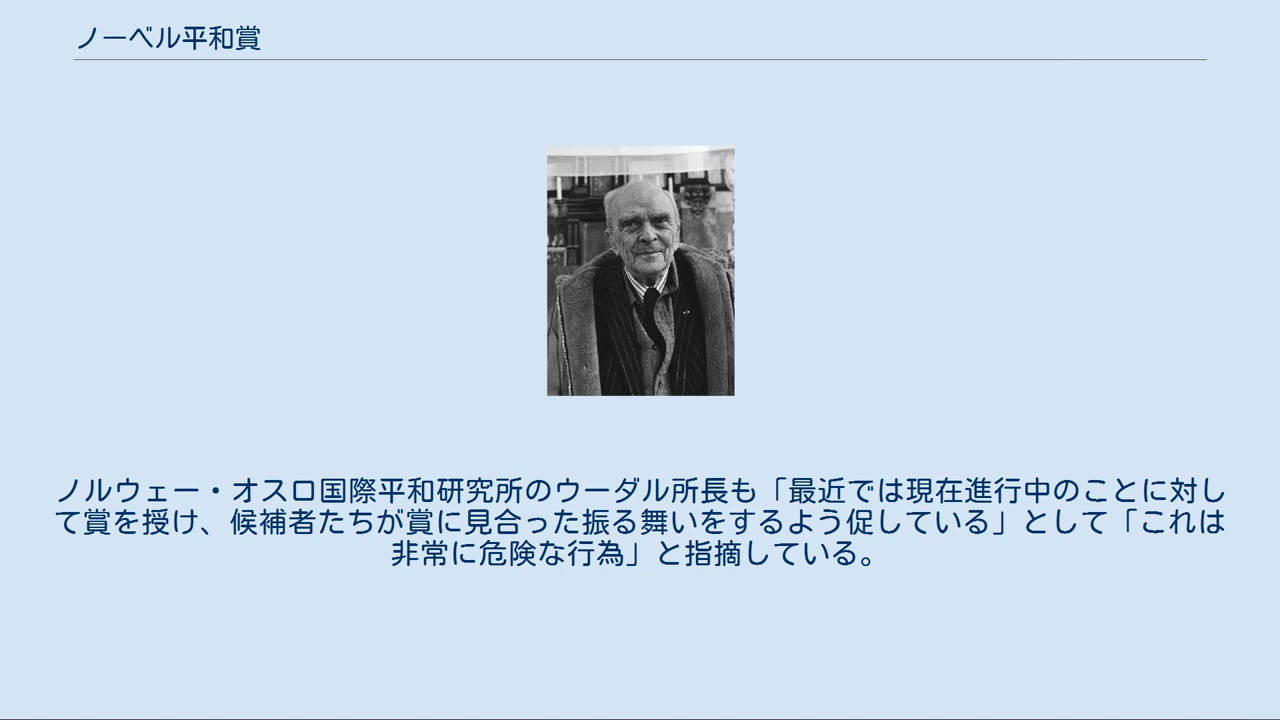 ノーベル平和賞
ノルウェー・オスロ国際平和研究所のウーダル所長も「最近では現在進行中のことに対し
て賞を授け、候補者たちが賞に見合った振る舞いをするよう促している」として「これは
非常に危険な行為」と指摘している。